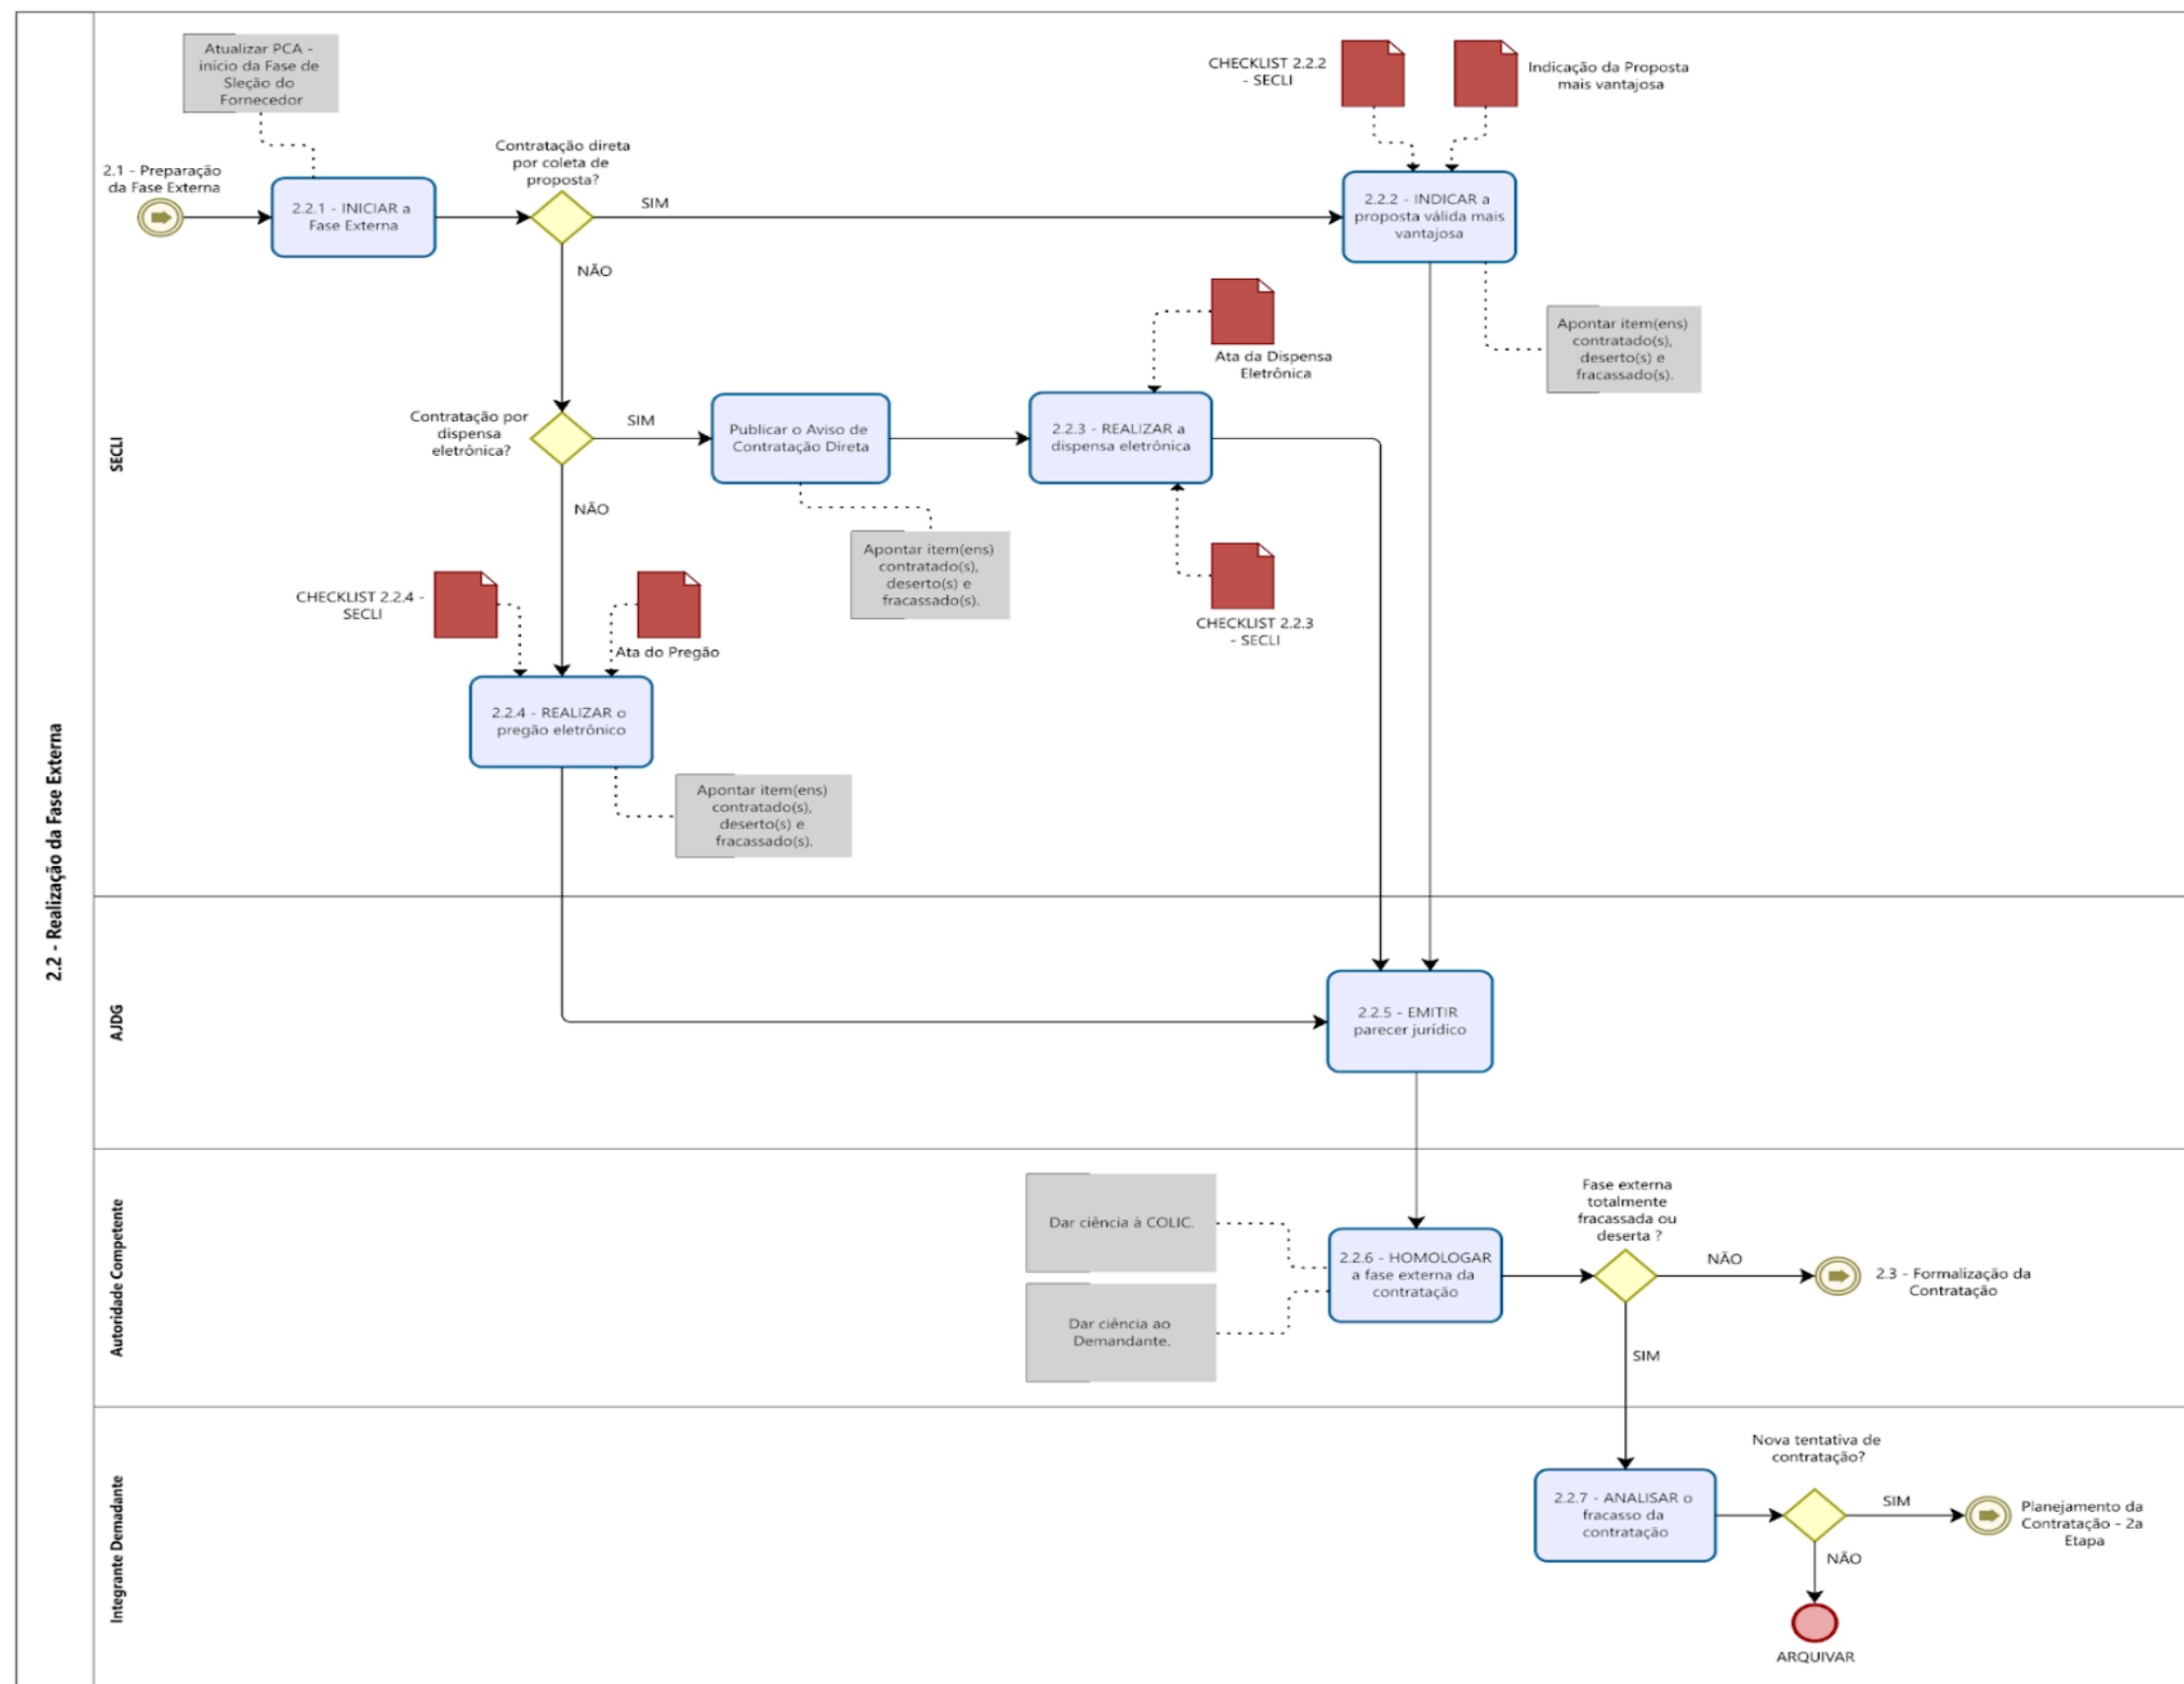 2.2 - Realização da Fase Externa
SECLI
Atualizar PCA -
início da Fase de
Sleção do
Fornecedor
2.1 - Preparação
da Fase Externa
2.2.1 - INICIAR a
Fase Externa
Contratação direta
por coleta de
proposta?
SIM
NÃO
CHECKLIST 2.2.2
- SECLI
Indicação da Proposta
mais vantajosa
2.2.2 - INDICAR a
proposta válida mais
vantajosa
Apontar item(ens)
contratado(s),
deserto(s) e
fracassado(s).
Contratação por
dispensa
eletrônica?
SIM
NÃO
Publicar o Aviso de
Contratação Direta
Apontar item(ens)
contratado(s),
deserto(s) e
fracassado(s).
Ata da Dispensa
Eletrônica
2.2.3 - REALIZAR a
dispensa eletrônica
CHECKLIST 2.2.3
- SECLI
CHECKLIST 2.2.4 -
SECLI
Ata do Pregão
2.2.4 - REALIZAR o
pregão eletrônico
Apontar item(ens)
contratado(s),
deserto(s) e
fracassado(s).
AJDG
2.2.5 - EMITIR
parecer jurídico
Autoridade Competente
Dar ciência à COLIC.
Dar ciência ao
Demandante.
2.2.6 - HOMOLOGAR
a fase externa da
contratação
Fase externa
totalmente
fracassada ou
deserta ?
NÃO
2.3 - Formalização da
Contratação
SIM
Integrante Demadante
2.2.7 - ANALISAR o
fracasso da
contratação
Nova tentativa de
contratação?
SIM
Planejamento da
Contratação - 2a
Etapa
NÃO
ARQUIVAR